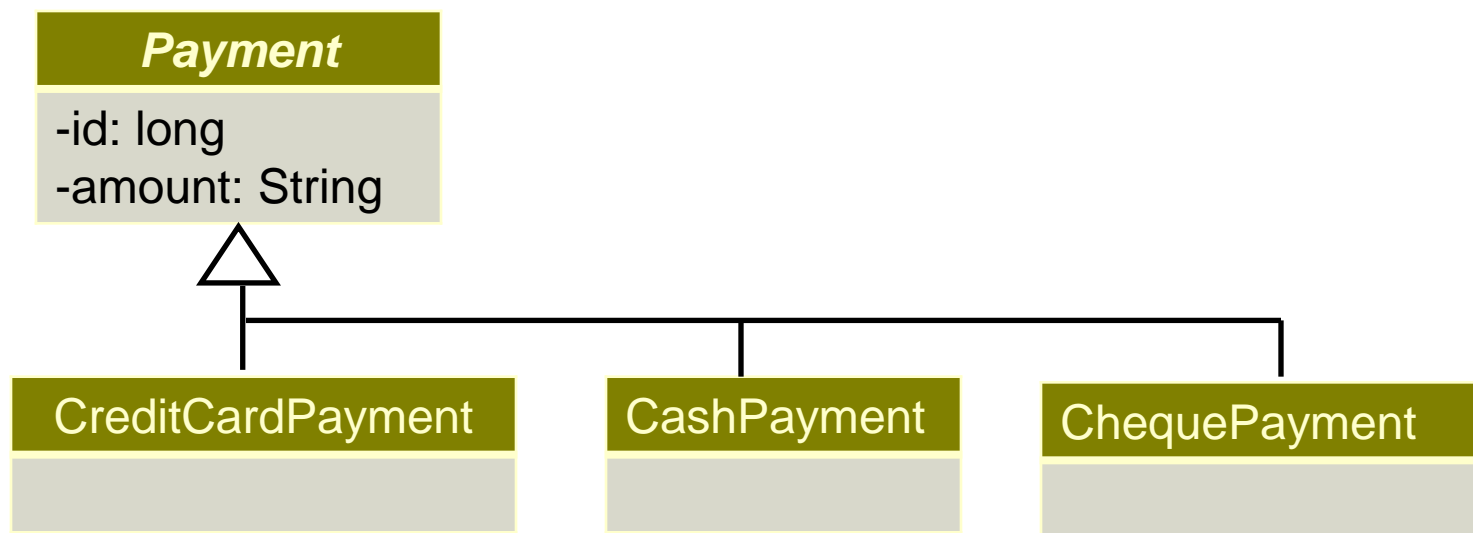 Payment
-id: long
-amount: String
CreditCardPayment
CashPayment
ChequePayment